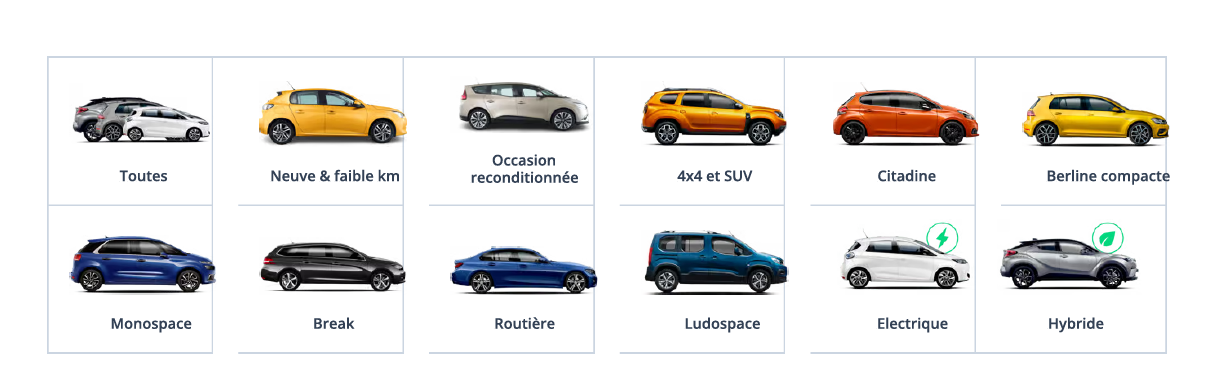 Toutes
Neuve & faible km
Occasion
reconditionnée
4x4 et SUV
Citadine
Berline compacte
Monospace
Break
Routière
Ludospace
Electrique
Hybride